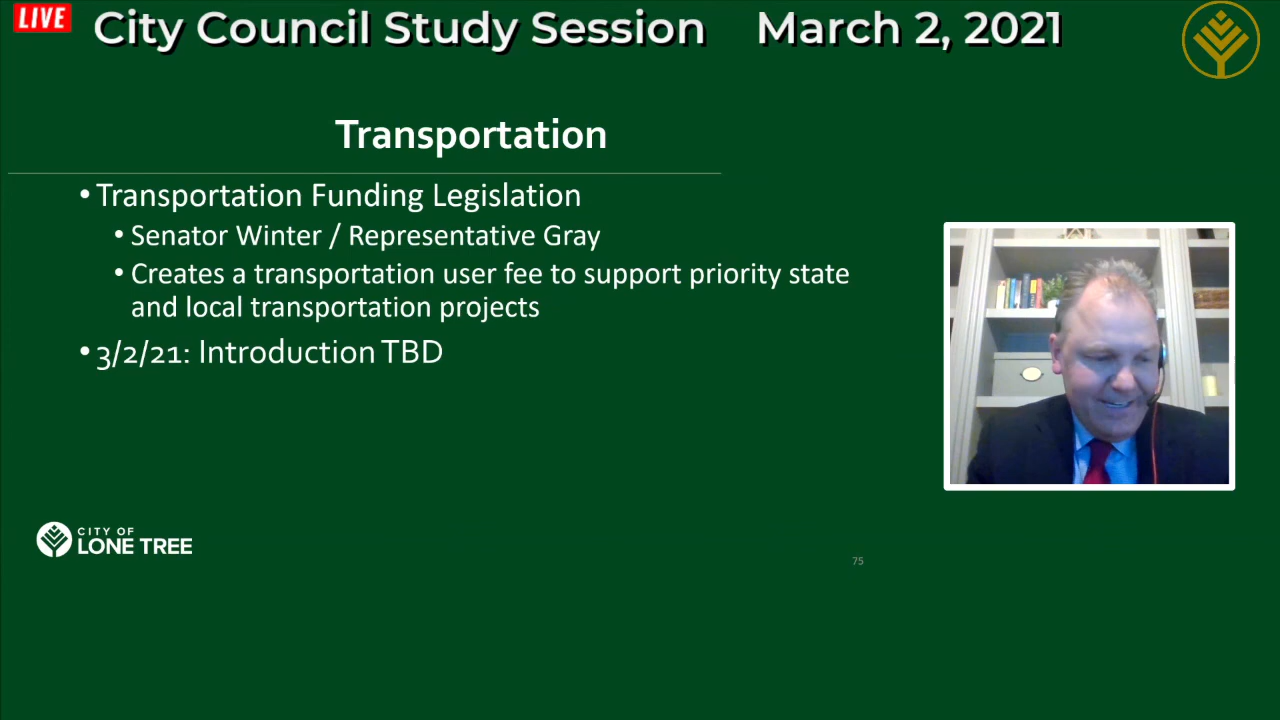 LIVE
City Council Study Session March 2, 2021
Transportation
• Transportation Funding Legislation
• Senator Winter / Representative Gray
• Creates a transportation user fee to support priority state
and local transportation projects
• 3/2/21: Introduction TBD
CITY OF
LONE TREE
75